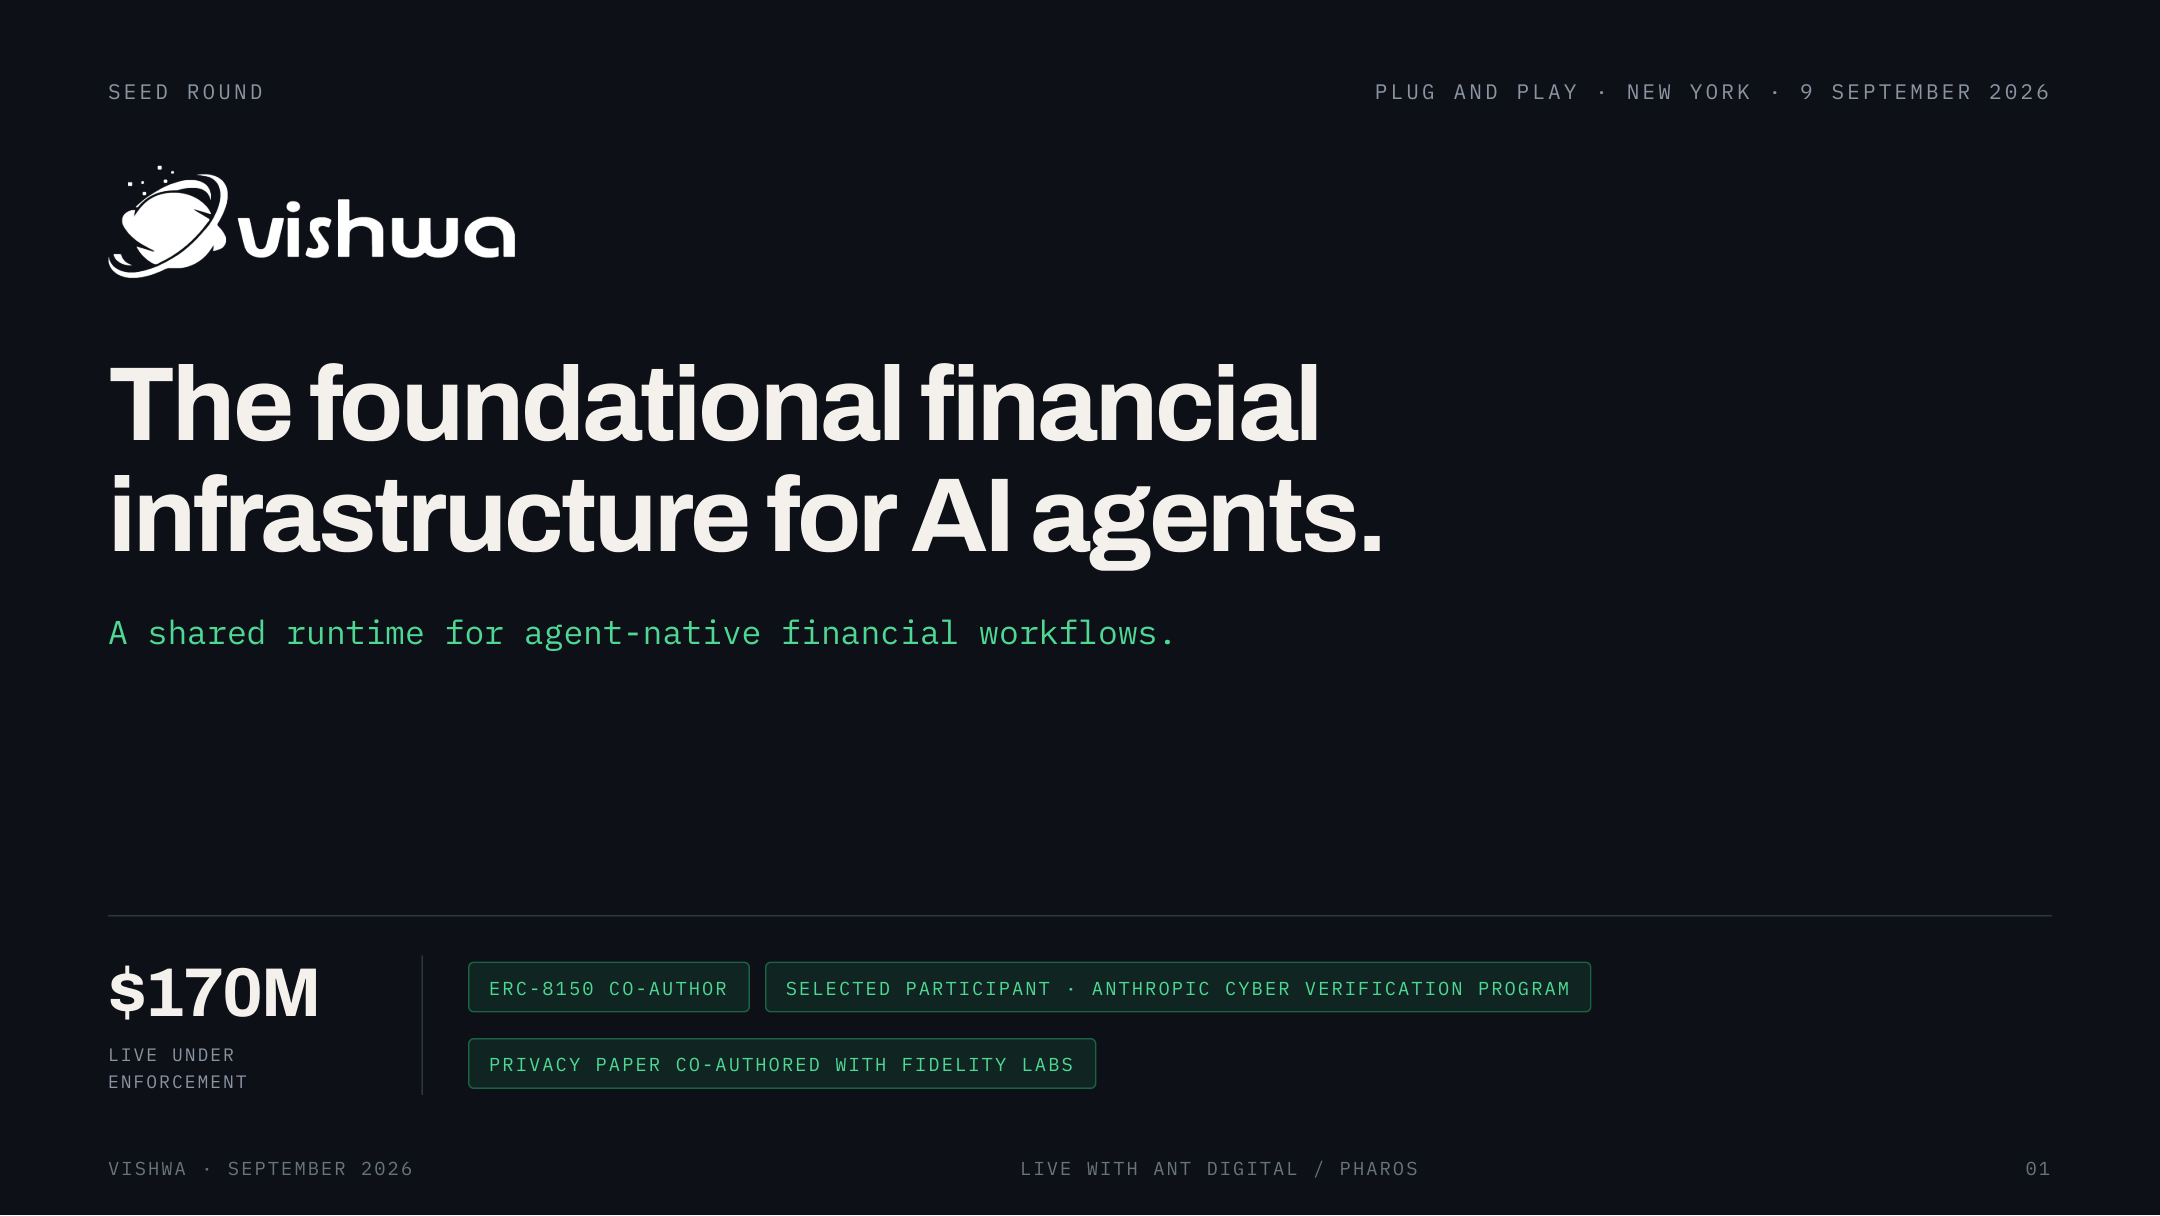 SEED ROUND
PLUG AND PLAY · NEW YORK · 9 SEPTEMBER 2026
vishwa
The foundational financial
infrastructure for AI agents.
A shared runtime for agent-native financial workflows.
$170M
LIVE UNDER
ENFORCEMENT
ERC-8150 CO-AUTHOR
SELECTED PARTICIPANT · ANTHROPIC CYBER VERIFICATION PROGRAM
PRIVACY PAPER CO-AUTHORED WITH FIDELITY LABS
VISHWA · SEPTEMBER 2026
LIVE WITH ANT DIGITAL / PHAROS
01